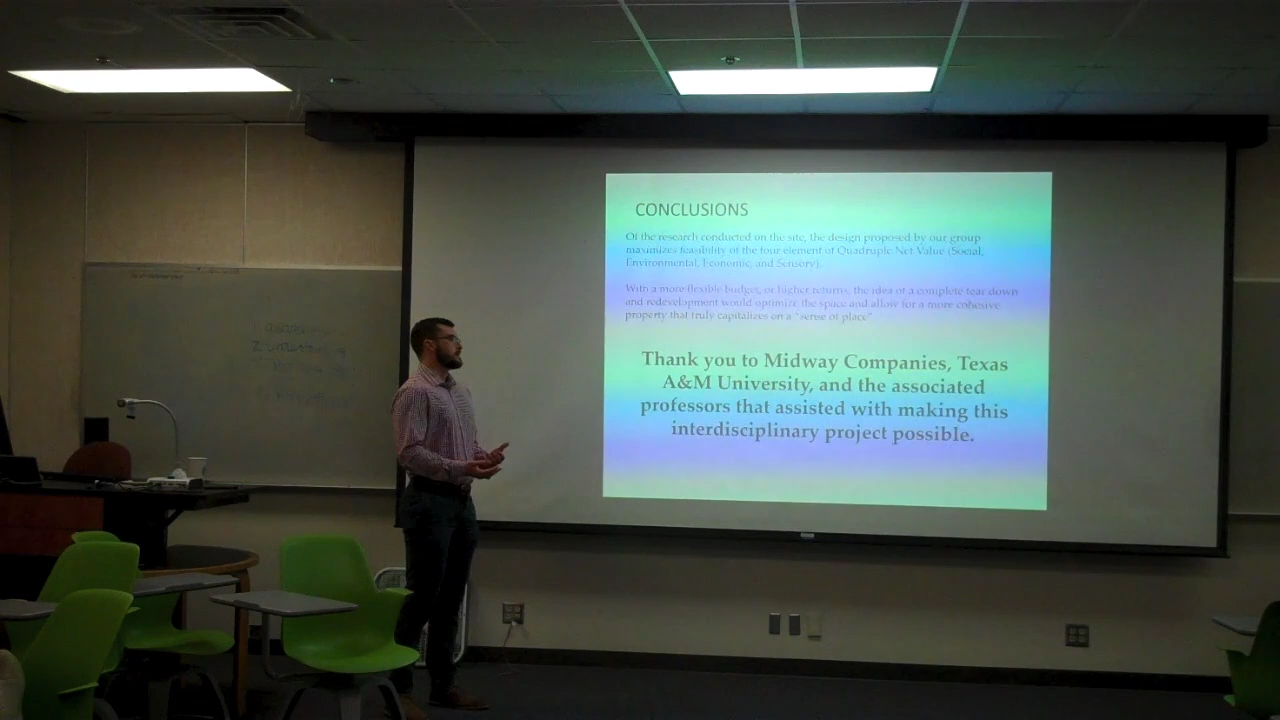 CONCLUSIONS
Of the research conducted on the site, the design proposed by our group
maximizes feasibility of the four element of Quadruple Net Value (Social,
Environmental, Economic, and Sensory).
With a more flexible budget, or higher returns, the idea of a complete tear down
and redevelopment would optimize the space and allow for a more cohesive
property that truly capitalizes on a "sense of place"
Thank you to Midway Companies, Texas
A&M University, and the associated
professors that assisted with making this
interdisciplinary project possible.